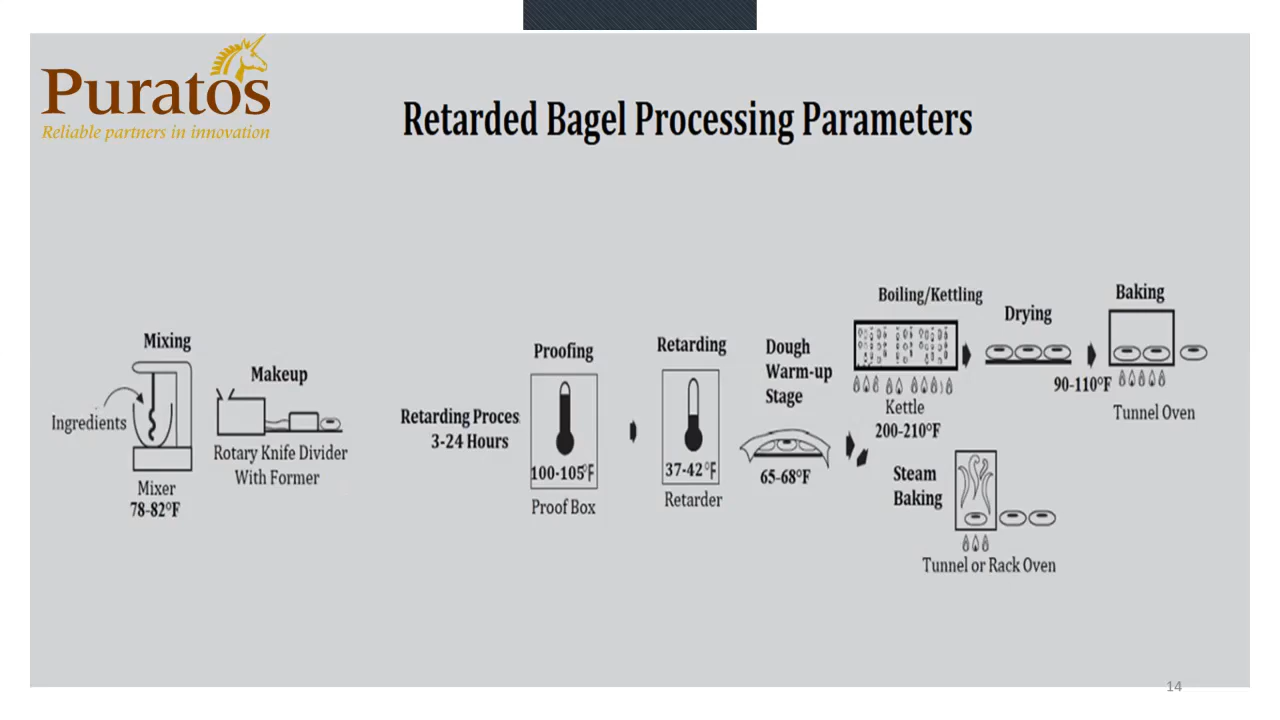 Puratos
Reliable partners in innovation
Retarded Bagel Processing Parameters
Mixing
Ingredients
Mixer
78-82°F
Makeup
Rotary Knife Divider
With Former
Retarding Proces
3-24 Hours
Proofing
100-105°F
Proof Box
Retarding
37-42°F
Retarder
Dough
Warm-up
Stage
65-68°F
Boiling/Kettling
Kettle
200-210°F
Drying
90-110°F
Baking
Tunnel Oven
Steam
Baking
Tunnel or Rack Oven
14